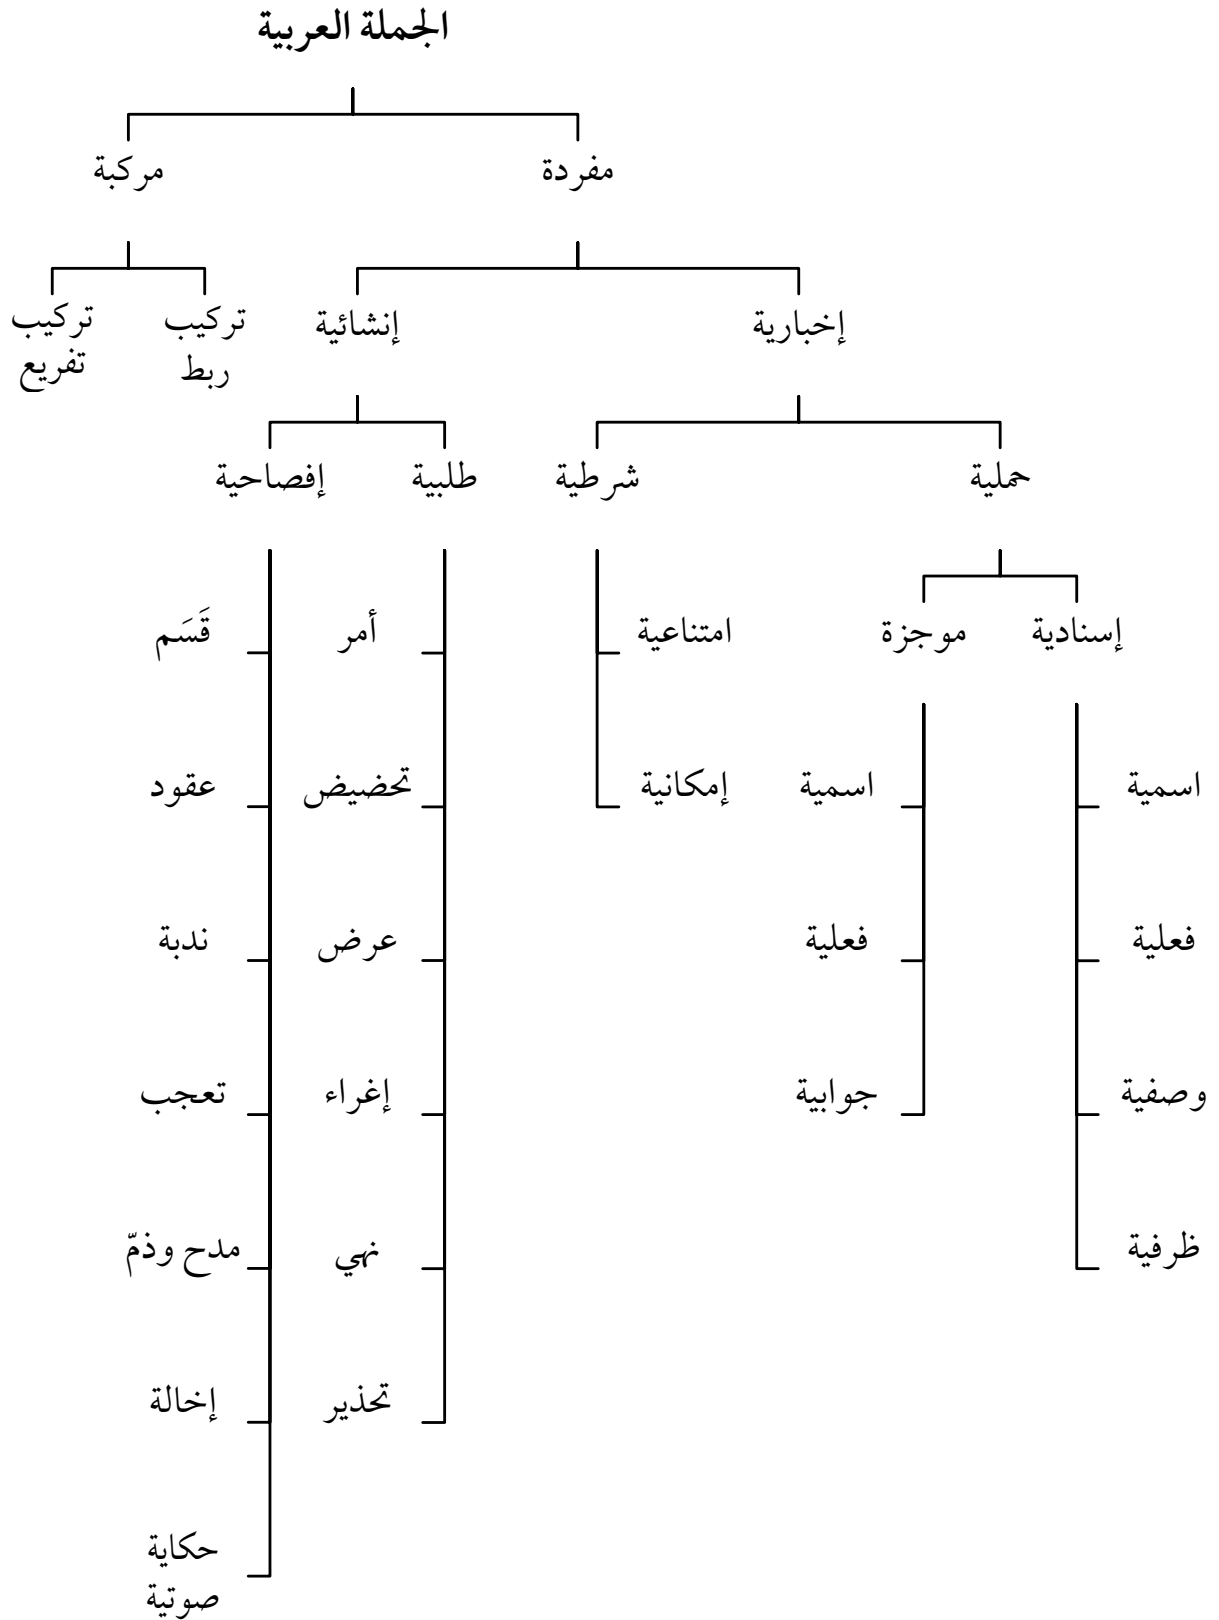 الجملة العربية
مفردة
مركبة
إخبارية
إنشائية
تركيب
ربط
تركيب
تفريع
حملية
شرطية
طلبية
إفصاحية
إسنادية
موجزة
امتناعية
أمر
قَسَم
اسمية
اسمية
إمكانية
تحضيض
عقود
فعلية
فعلية
عرض
ندبة
وصفية
جوابية
إغراء
تعجب
ظرفية
نهي
مدح وذمّ
تحذير
إخالة
حكاية
صوتية